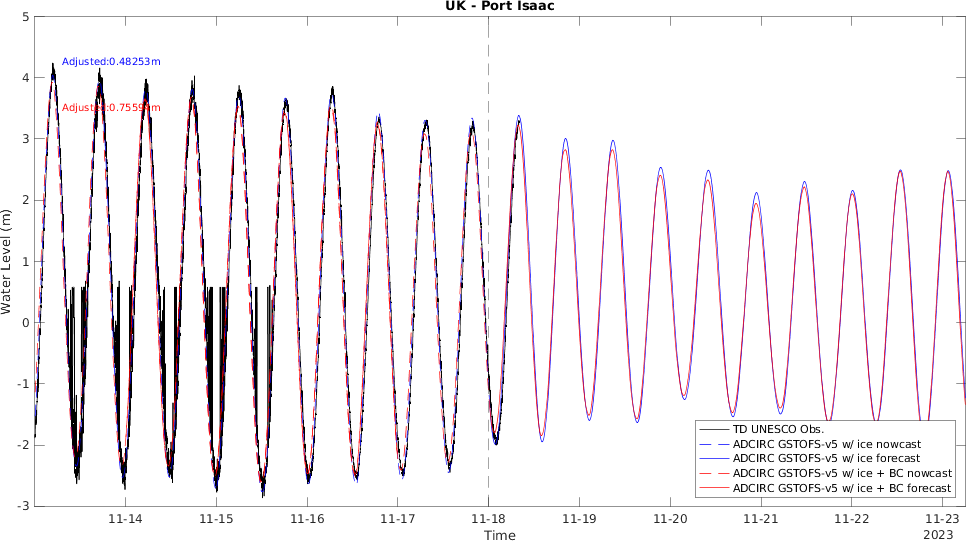 UK - Port Isaac
5
4
3
2
1
0
-1
-2
-3
Water Level (m)
Adjusted:0.48253m
TD UNESCO Obs.
ADCIRC GSTOFS-v5 w/ ice nowcast
ADCIRC GSTOFS-v5 w/ ice forecast
ADCIRC GSTOFS-v5 w/ ice + BC nowcast
ADCIRC GSTOFS-v5 w/ ice + BC forecast
11-14 11-15 11-16 11-17 11-18 11-19 11-20 11-21 11-22 11-23
Time
2023